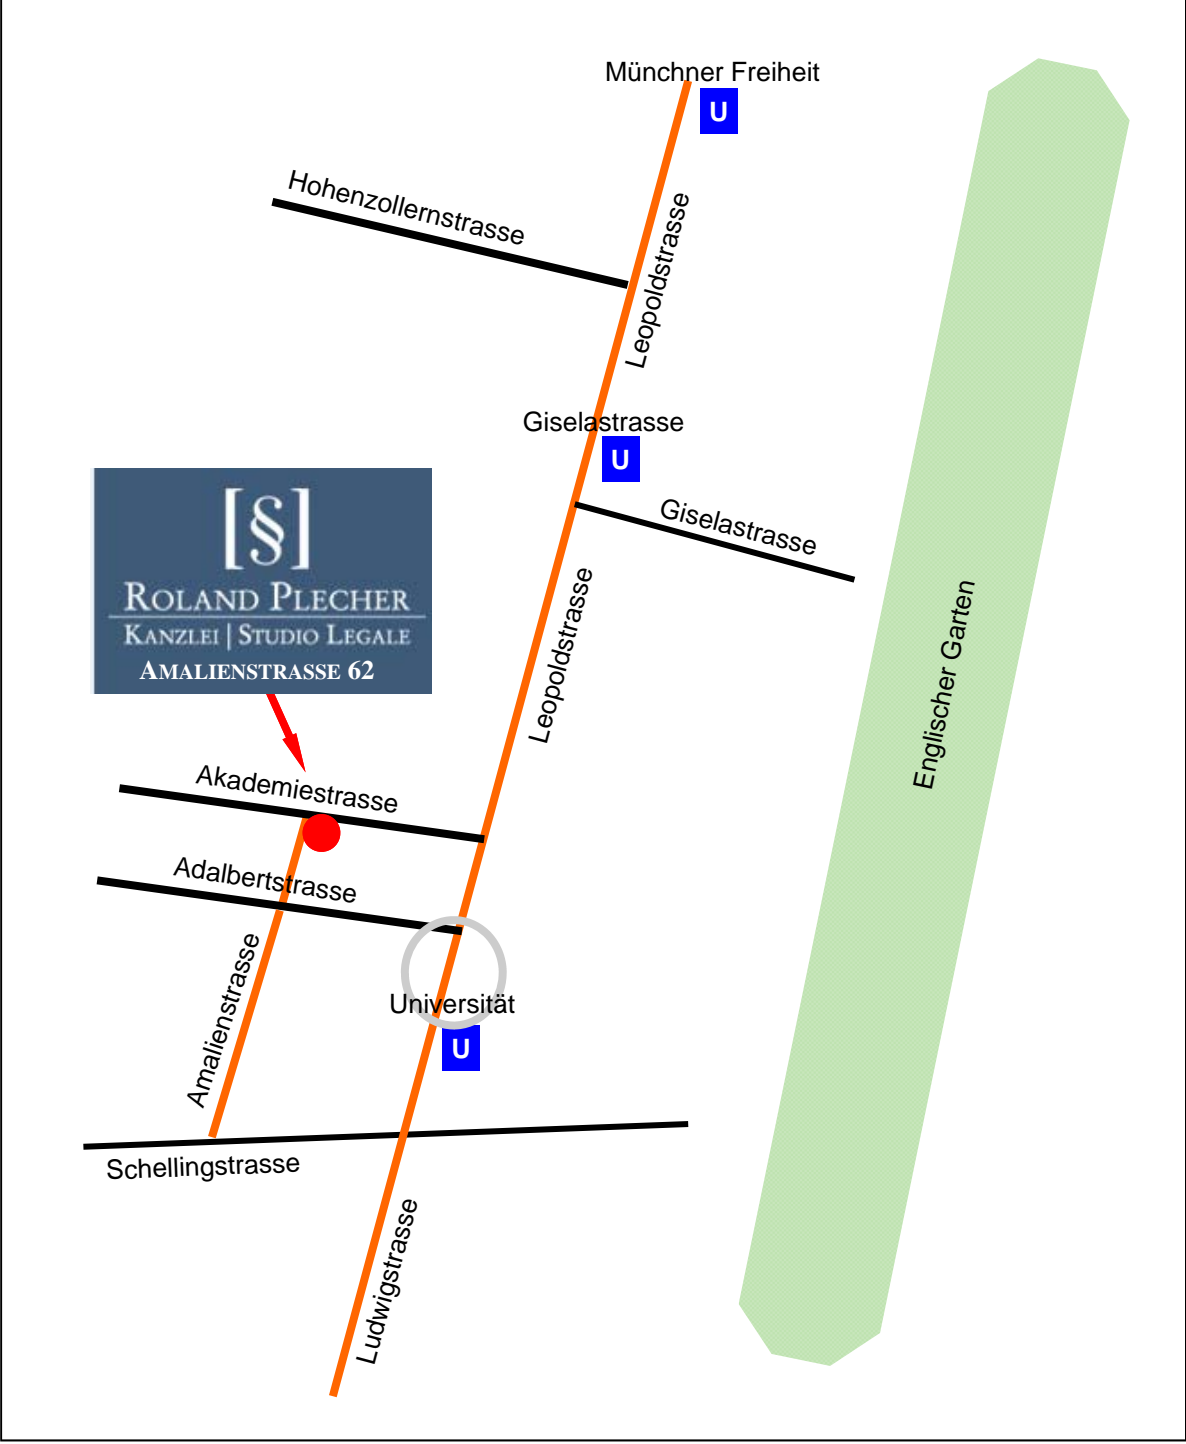 Münchner Freiheit
U
Hohenzollernstrasse
Leopoldstrasse
Giselastrasse
U
Giselastrasse
[§]
ROLAND PLECHER
KANZLEI | STUDIO LEGALE
AMALIENSTRASSE 62
Leopoldstrasse
Englischer Garten
Akademiestrasse
Adalbertstrasse
Amalienstrasse
Universität
U
Schellingstrasse
Ludwigstrasse